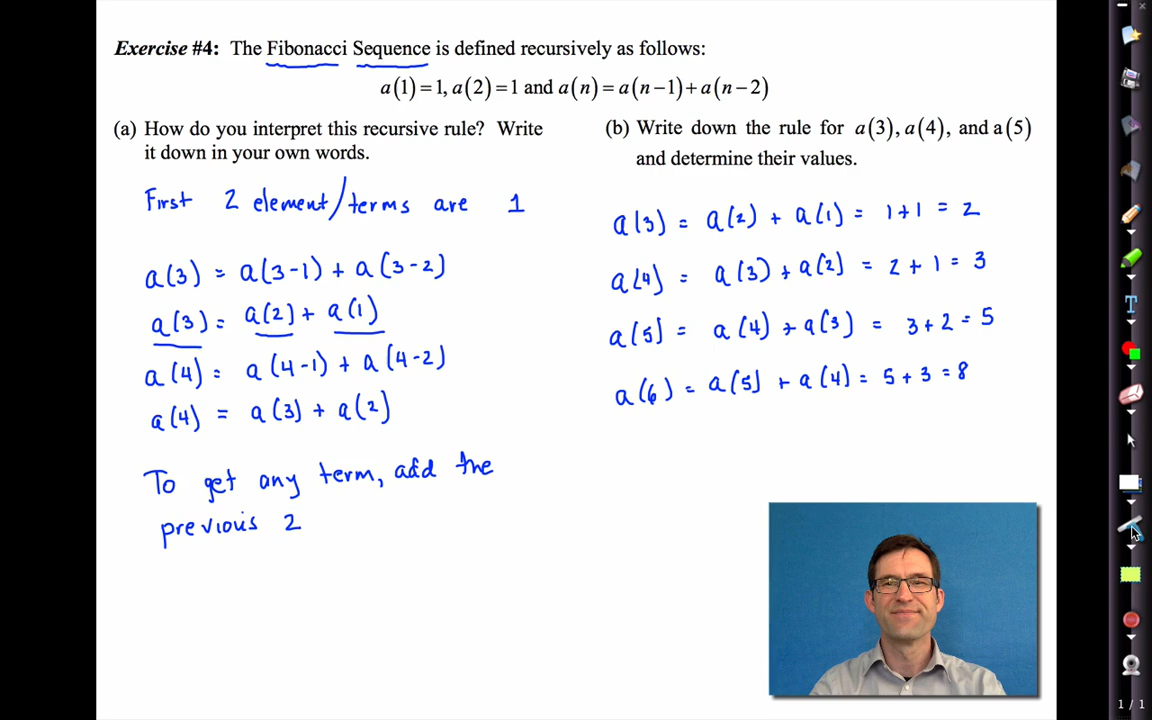 Exercise #4: The Fibonacci Sequence is defined recursively as follows:
a(1)=1, a(2)=1 and a(n)=a(n−1)+a(n−2)
(a) How do you interpret this recursive rule? Write
it down in your own words.
First 2 element/terms are 1
a(3) = a(3-1) + a(3-2)
a(3) = a(2) + a(1)
a(4) = a(4-1) + a(4-2)
a(4) = a(3) + a(2)
To get any term, add the
previous 2
(b) Write down the rule for a(3), a(4), and a(5)
and determine their values.
a(3) = a(2) + a(1) = 1+1 = 2
a(4) = a(3) + a(2) = 2+1 = 3
a(5) = a(4) + a(3) = 3+2 = 5
a(6) = a(5) + a(4) = 5+3 = 8
T
1 / 1